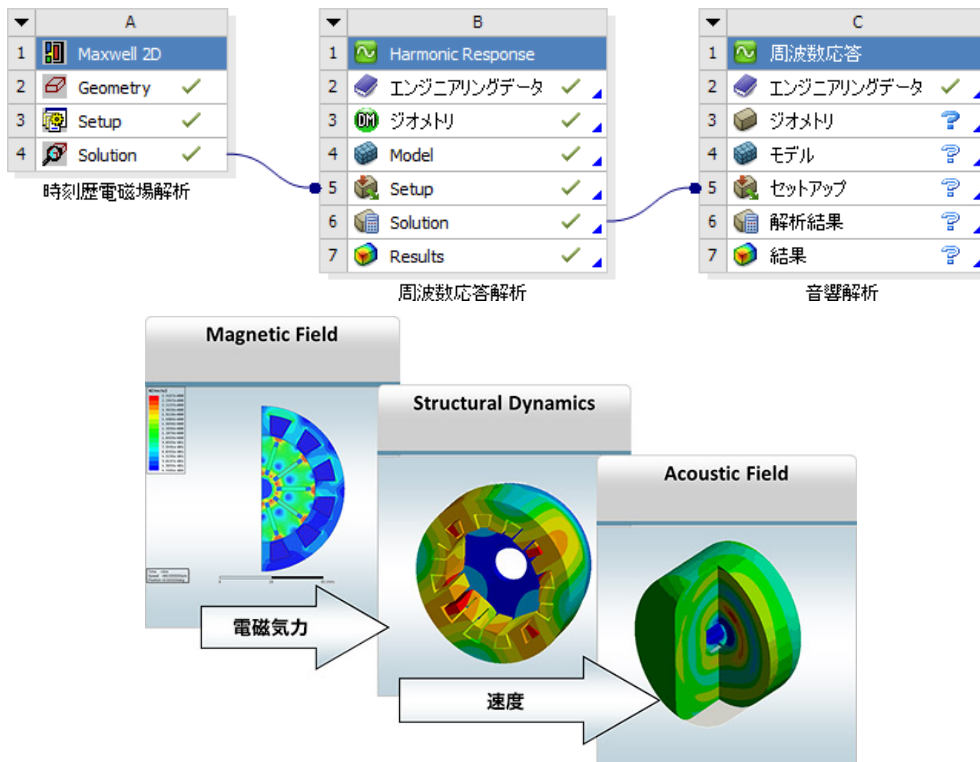 A
1 Maxwell 2D
2 Geometry
3 Setup
4 Solution
時刻歴電磁場解析
B
1 Harmonic Response
2 エンジニアリングデータ
3 DM ジオメトリ
4 Model
5 Setup
6 Solution
7 Results
周波数応答解析
C
1 周波数応答
2 エンジニアリングデータ
3 ジオメトリ
4 モデル
5 セットアップ
6 解析結果
7 結果
音響解析
Magnetic Field
電磁気力
Structural Dynamics
速度
Acoustic Field